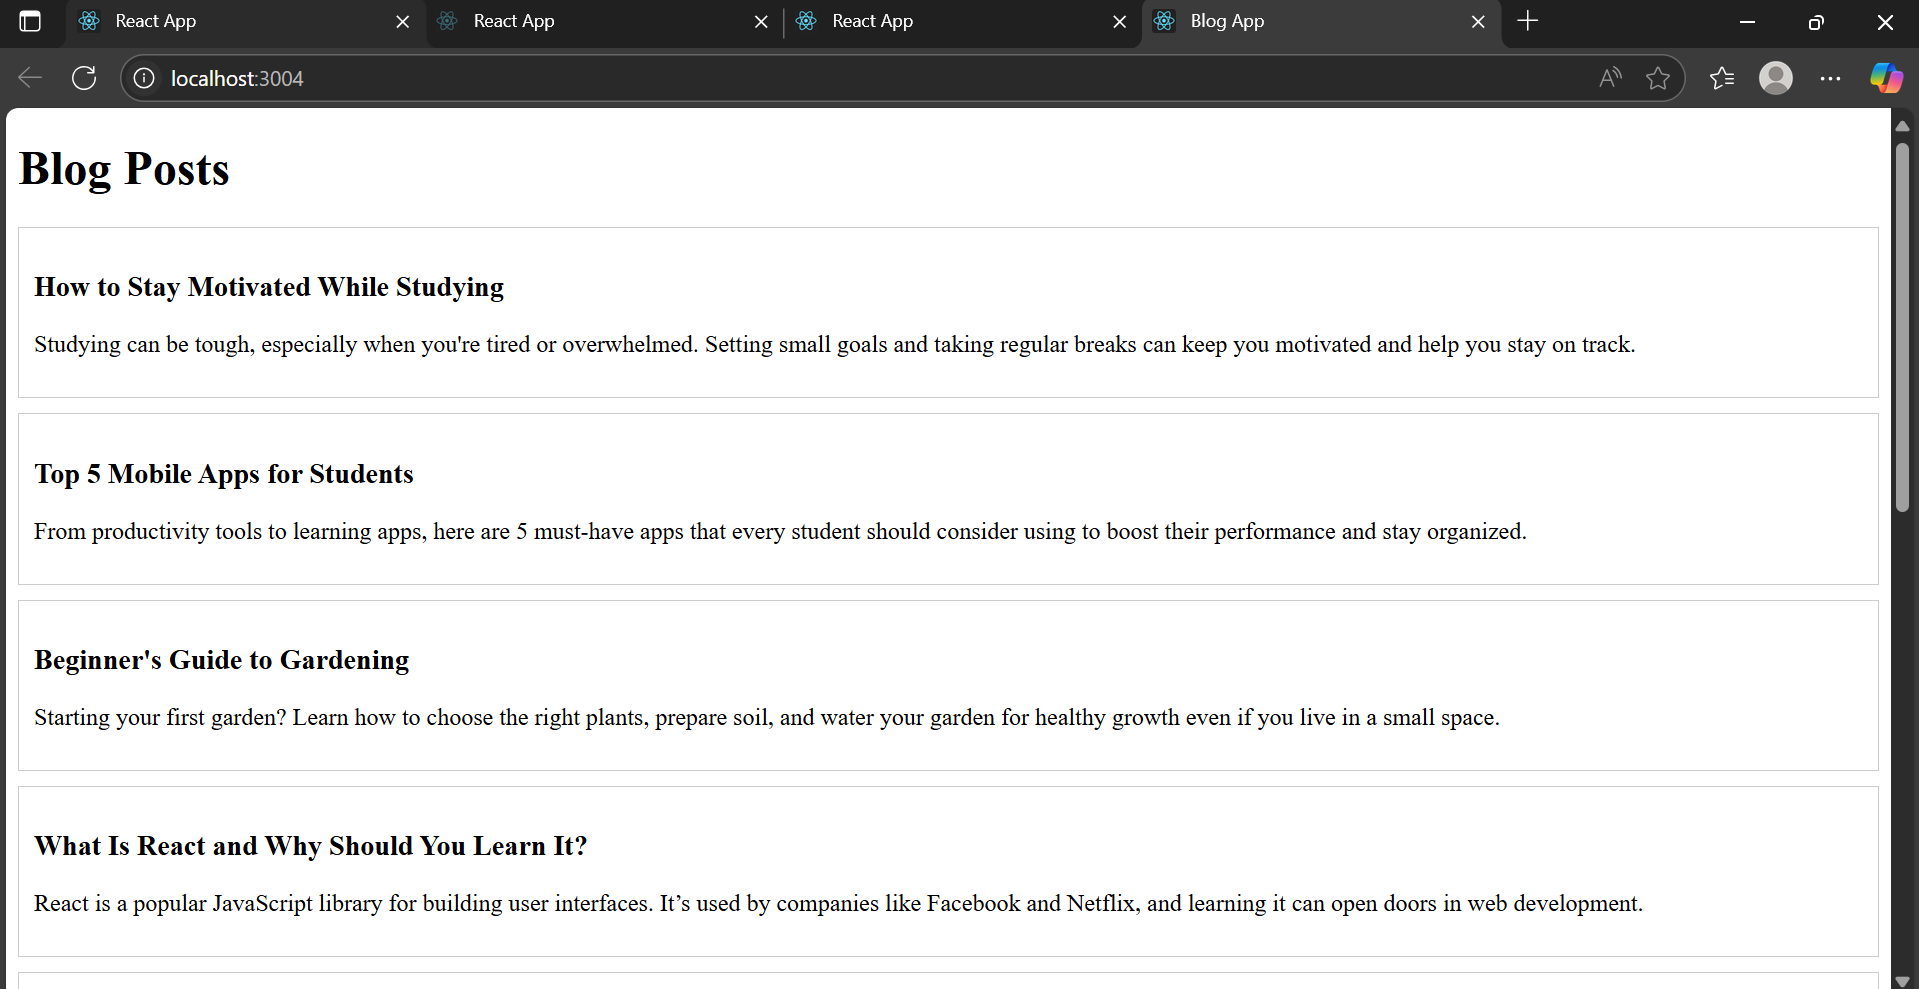 React App
React App
React App
Blog App
localhost:3004
Blog Posts
How to Stay Motivated While Studying
Studying can be tough, especially when you're tired or overwhelmed. Setting small goals and taking regular breaks can keep you motivated and help you stay on track.
Top 5 Mobile Apps for Students
From productivity tools to learning apps, here are 5 must-have apps that every student should consider using to boost their performance and stay organized.
Beginner's Guide to Gardening
Starting your first garden? Learn how to choose the right plants, prepare soil, and water your garden for healthy growth even if you live in a small space.
What Is React and Why Should You Learn It?
React is a popular JavaScript library for building user interfaces. It’s used by companies like Facebook and Netflix, and learning it can open doors in web development.